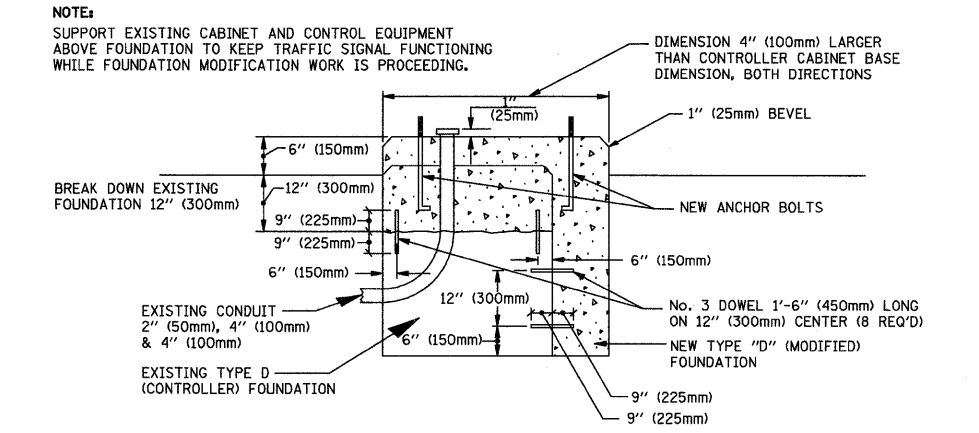 NOTE:
SUPPORT EXISTING CABINET AND CONTROL EQUIPMENT
ABOVE FOUNDATION TO KEEP TRAFFIC SIGNAL FUNCTIONING
WHILE FOUNDATION MODIFICATION WORK IS PROCEEDING.
DIMENSION 4" (100mm) LARGER
THAN CONTROLLER CABINET BASE
DIMENSION, BOTH DIRECTIONS
1"
(25mm)
1" (25mm) BEVEL
6" (150mm)
BREAK DOWN EXISTING
FOUNDATION 12" (300mm)
12" (300mm)
9" (225mm)
9" (225mm)
6" (150mm)
NEW ANCHOR BOLTS
6" (150mm)
12" (300mm)
6" (150mm)
EXISTING CONDUIT
2" (50mm), 4" (100mm)
& 4" (100mm)
No. 3 DOWEL 1'-6" (450mm) LONG
ON 12" (300mm) CENTER (8 REQ'D)
NEW TYPE "D" (MODIFIED)
FOUNDATION
EXISTING TYPE D
(CONTROLLER) FOUNDATION
9" (225mm)
9" (225mm)